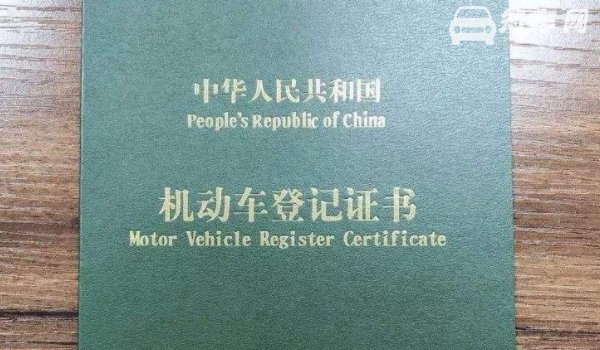 中华人民共和国
People's Republic of China
机动车登记证书
Motor Vehicle Register Certificate